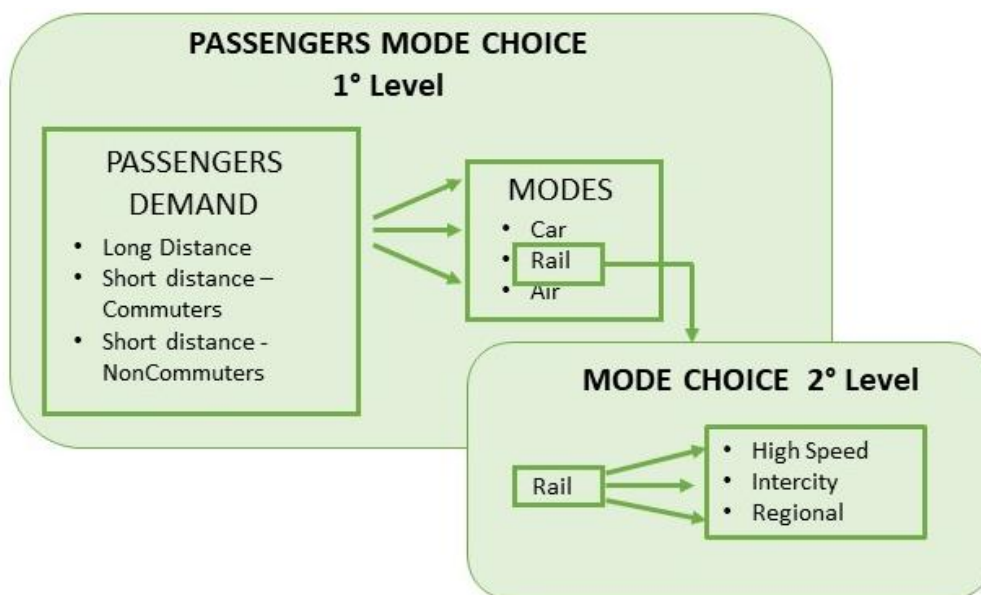 PASSENGERS MODE CHOICE
1° Level
PASSENGERS
DEMAND
• Long Distance
• Short distance –
Commuters
• Short distance -
NonCommuters
MODES
• Car
• Rail
• Air
MODE CHOICE 2° Level
Rail
• High Speed
• Intercity
• Regional